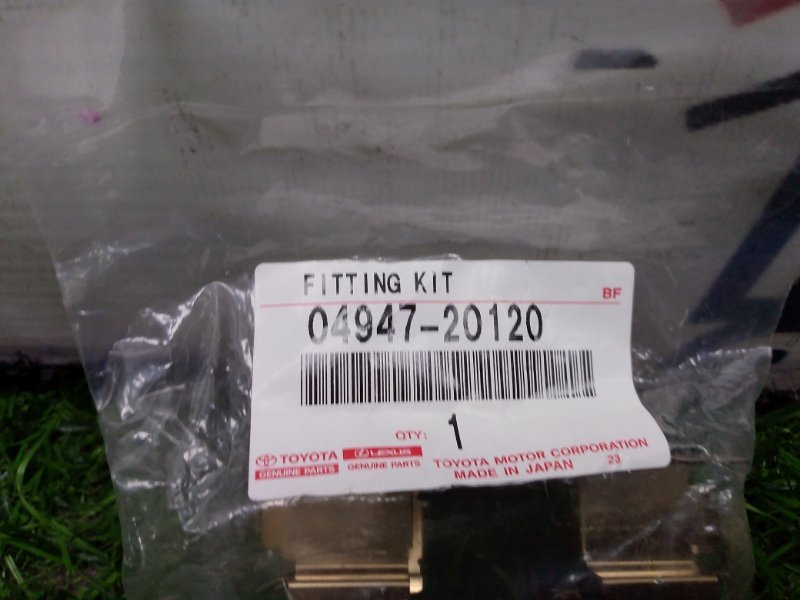 FITTING KIT
BF
04947-20120
QTY: 1
TOYOTA
GENUINE PARTS
LEXUS
GENUINE PARTS
TOYOTA MOTOR CORPORATION
MADE IN JAPAN 23